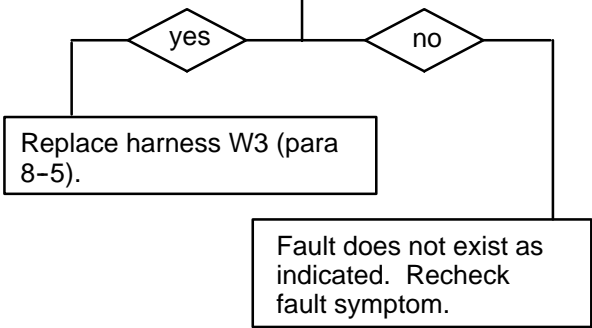 yes
no
Replace harness W3 (para
8-5).
Fault does not exist as
indicated. Recheck
fault symptom.